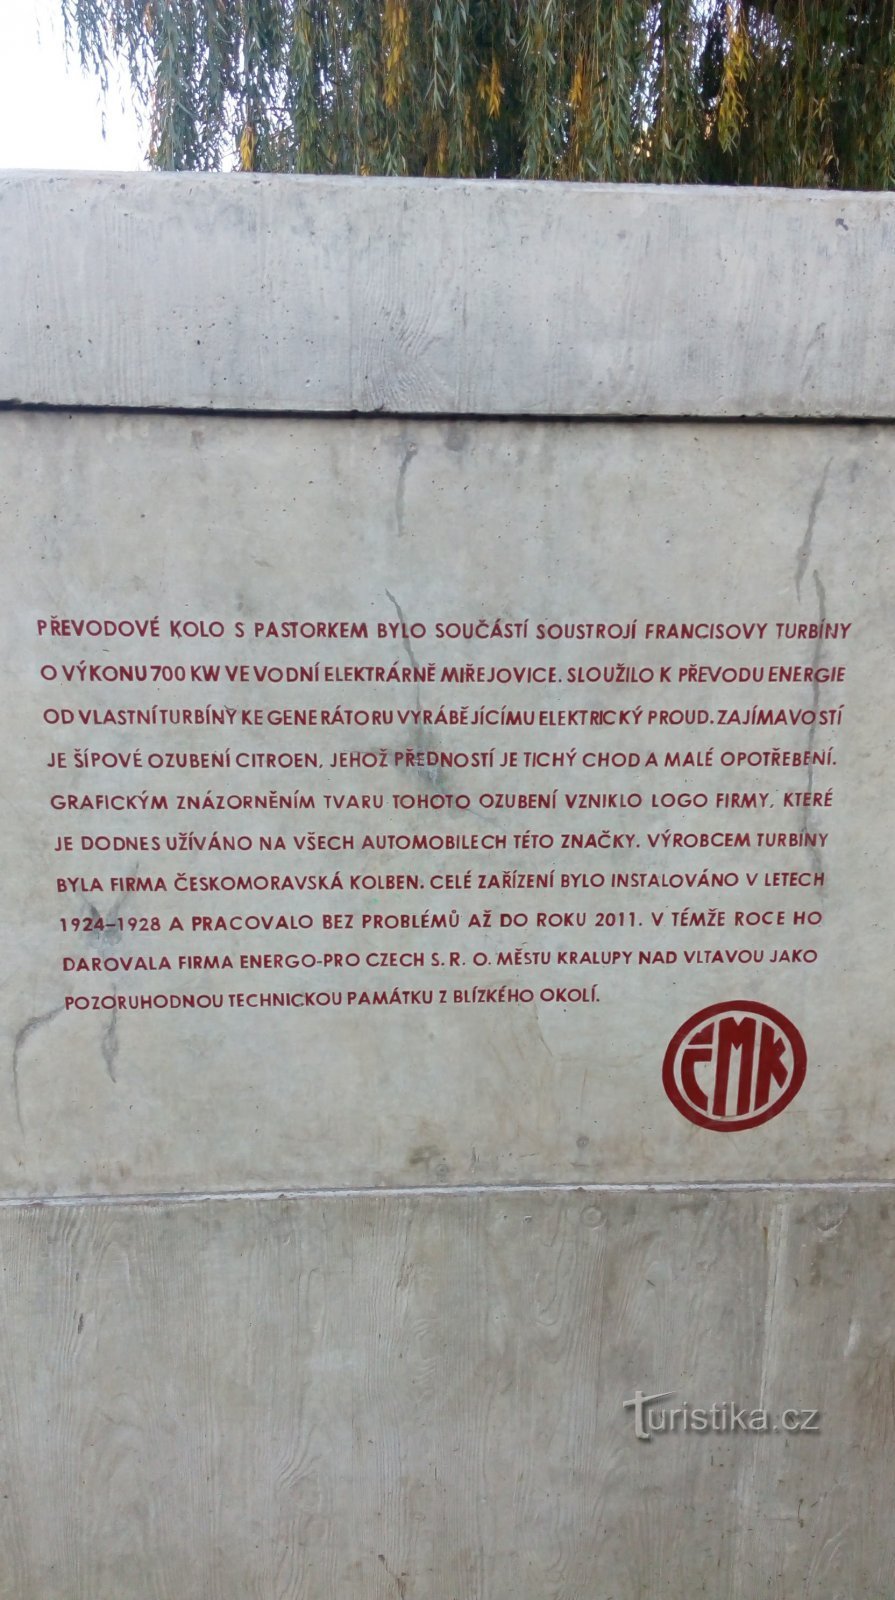 PŘEVODOVÉ KOLO S PASTORKEM BYLO SOUČÁSTÍ SOUSTROJÍ FRANCISOVY TURBÍNY
O VÝKONU 700 KW VE VODNÍ ELEKTRÁRNĚ MIŘEJOVICE. SLOUŽILO K PŘEVODU ENERGIE
OD VLASTNÍ TURBÍNY KE GENERÁTORU VYRÁBĚJÍCÍMU ELEKTRICKÝ PROUD. ZAJÍMAVOSTÍ
JE ŠÍPOVÉ OZUBENÍ CITROEN, JEHOŽ PŘEDNOSTÍ JE TICHÝ CHOD A MALÉ OPOTŘEBENÍ.
GRAFICKÝM ZNÁZORNĚNÍM TVARU TOHOTO OZUBENÍ VZNIKLO LOGO FIRMY, KTERÉ
JE DODNES UŽÍVÁNO NA VŠECH AUTOMOBILECH TÉTO ZNAČKY. VÝROBCEM TURBÍNY
BYLA FIRMA ČESKOMORAVSKÁ KOLBEN. CELÉ ZAŘÍZENÍ BYLO INSTALOVÁNO V LETECH
1924–1928 A PRACOVALO BEZ PROBLÉMŮ AŽ DO ROKU 2011. V TÉMŽE ROCE HO
DAROVALA FIRMA ENERGO-PRO CZECH S. R. O. MĚSTU KRALUPY NAD VLTAVOU JAKO
POZORUHODNOU TECHNICKOU PAMÁTKU Z BLÍZKÉHO OKOLÍ.
ČMK
Turistika.cz